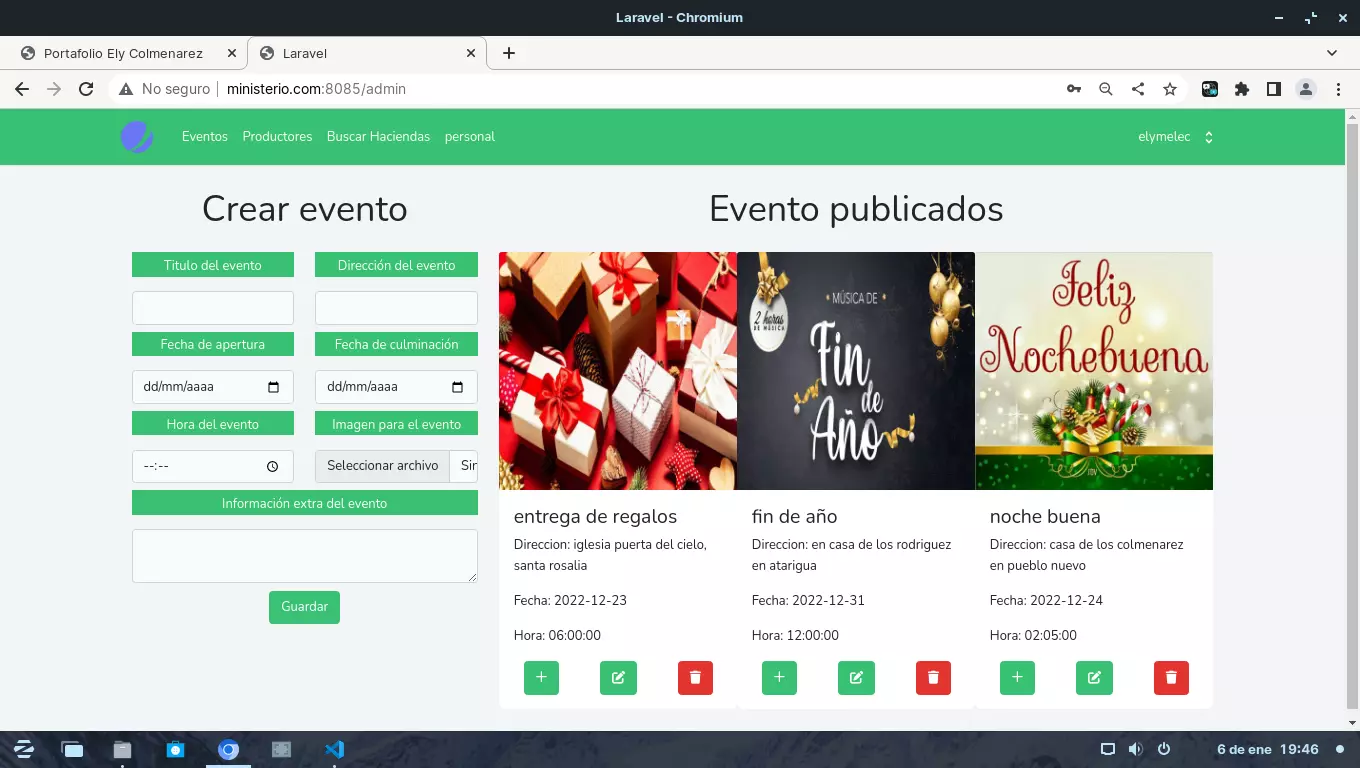 Laravel - Chromium
Portafolio Ely Colmenarez
Laravel
No seguro
ministerio.com:8085/admin
Eventos
Productores
Buscar Haciendas
personal
elymelec
Crear evento
Titulo del evento
Dirección del evento
Fecha de apertura
Fecha de culminación
dd/mm/aaaa
dd/mm/aaaa
Hora del evento
Imagen para el evento
--:--
Seleccionar archivo
Sin
Información extra del evento
Guardar
Evento publicados
MÚSICA DE
2 horas
DE MÚSICA
Fin
de
Año
Feliz
Nochebuena
entrega de regalos
Direccion: iglesia puerta del cielo,
santa rosalia
Fecha: 2022-12-23
Hora: 06:00:00
fin de año
Direccion: en casa de los rodriguez
en atarigua
Fecha: 2022-12-31
Hora: 12:00:00
noche buena
Direccion: casa de los colmenarez
en pueblo nuevo
Fecha: 2022-12-24
Hora: 02:05:00
6 de ene 19:46